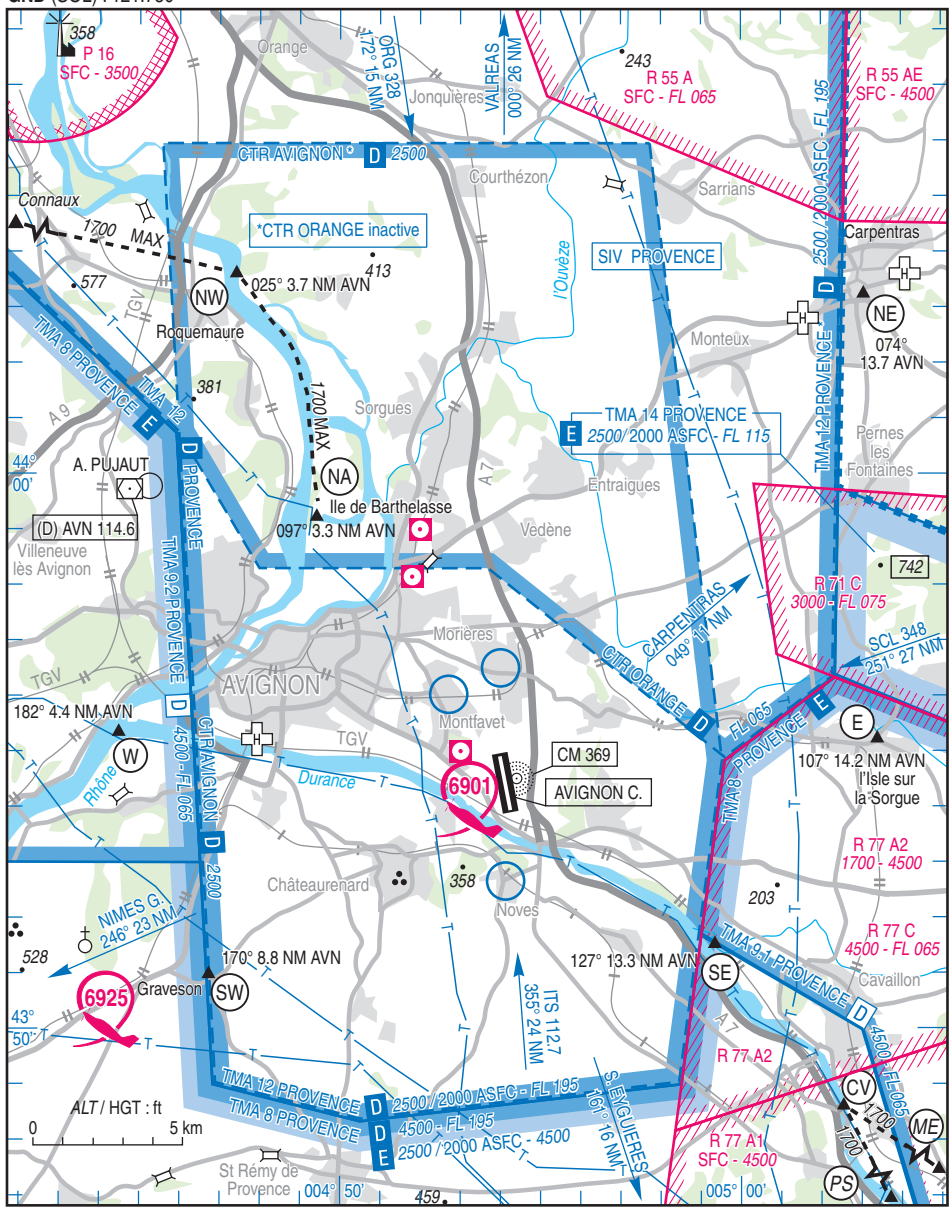 358
P 16
SFC - 3500
Orange
ORG 328
172° 15 NM
Jonquières
VALREAS
000° 26 NM
243
R 55 A
SFC - FL 065
R 55 AE
SFC - 4500
CTR AVIGNON * D 2500
Courthézon
Sarrians
2500 / 2000 ASFC - FL 195
Connaux
1700 MAX
*CTR ORANGE inactive
413
l'Ouvèze
SIV PROVENCE
Carpentras
H
H
577
025° 3.7 NM AVN
NW
TGV
Roquemaure
D
NE
074°
13.7 AVN
Monteux
TMA 8 PROVENCE E
TMA 12
381
1700 MAX
Sorgues
A 9
A 7
TMA 14 PROVENCE
E 2500/ 2000 ASFC - FL 115
TMA 12 PROVENCE
Pernes
les
Fontaines
D PROVENCE
44°
00'
A. PUJAUT
NA
Ile de Barthelasse
097° 3.3 NM AVN
Entraigues
Vedène
(D) AVN 114.6
Villeneuve
lès Avignon
742
R 71 C
3000 - FL 075
TMA 9.2 PROVENCE D 4500 - FL 065
CARPENTRAS
049° 11 NM
SCL 348
251° 27 NM
Morières
CTR ORANGE D
TGV
AVIGNON
Montfavet
FL 065
TMA 8 PROVENCE E
182° 4.4 NM AVN
W
Rhône
CTR AVIGNON D 2500
H
TGV
Durance
6901
CM 369
AVIGNON C.
E
107° 14.2 NM AVN
l'Isle sur
la Sorgue
R 77 A2
1700 - 4500
Châteaurenard
358
Noves
203
NIMES G.
246° 23 NM
528
R 77 C
4500 - FL 065
170° 8.8 NM AVN
SW
Graveson
6925
127° 13.3 NM AVN
SE
TMA 9.1 PROVENCE D 4500 - FL 065
Cavaillon
43°
50'
ITS 112.7
355° 24 NM
A 7
R 77 A2
TMA 12 PROVENCE D 2500 / 2000 ASFC - FL 195
TMA 8 PROVENCE D 4500 - FL 195
E 2500 / 2000 ASFC - 4500
S. EYGUIERES
161° 16 NM
CV
1700
1700
ME
ALT / HGT : ft
0 5 km
R 77 A1
SFC - 4500
St Rémy de
Provence
004° 50'
459
005° 00'
PS